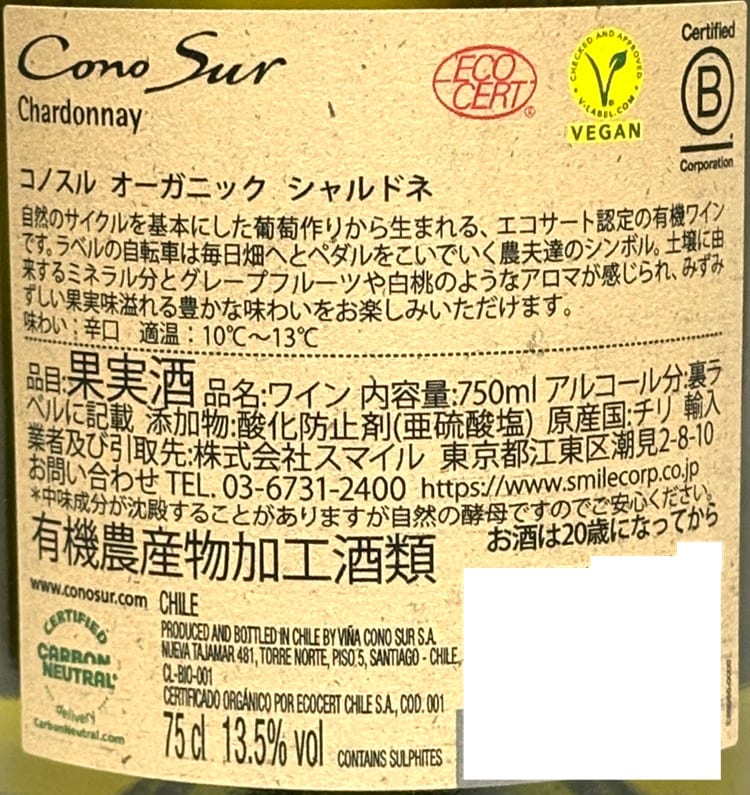 Cono Sur
Chardonnay
ECO
CERT
®
CHECKED AND APPROVED
• V-LABEL.COM •
VEGAN
Certified
B
Corporation
コノスル オーガニック シャルドネ
自然のサイクルを基本にした葡萄作りから生まれる、エコサート認定の有機ワイン
です。ラベルの自転車は毎日畑へとペダルをこいでいく農夫達のシンボル。土壌に由
来するミネラル分とグレープフルーツや白桃のようなアロマが感じられ、みずみ
ずしい果実味溢れる豊かな味わいをお楽しみいただけます。
味わい：辛口 適温：10℃～13℃
品目:果実酒 品名:ワイン 内容量:750ml アルコール分:裏ラ
ベルに記載 添加物:酸化防止剤(亜硫酸塩) 原産国:チリ 輸入
業者及び引取先:株式会社スマイル 東京都江東区潮見2-8-10
お問い合わせ TEL. 03-6731-2400 https://www.smilecorp.co.jp
*中味成分が沈殿することがありますが自然の酵母ですのでご安心ください。
有機農産物加工酒類
お酒は20歳になってから
www.conosur.com CHILE
CERTIFIED
CARBON
NEUTRAL
delivery
CarbonNeutral.com
PRODUCED AND BOTTLED IN CHILE BY VIÑA CONO SUR S.A.
NUEVA TAJAMAR 481, TORRE NORTE, PISO 5, SANTIAGO - CHILE,
CL-BIO-001
CERTIFICADO ORGÁNICO POR ECOCERT CHILE S.A., COD. 001
75 cl 13.5% vol CONTAINS SULPHITES